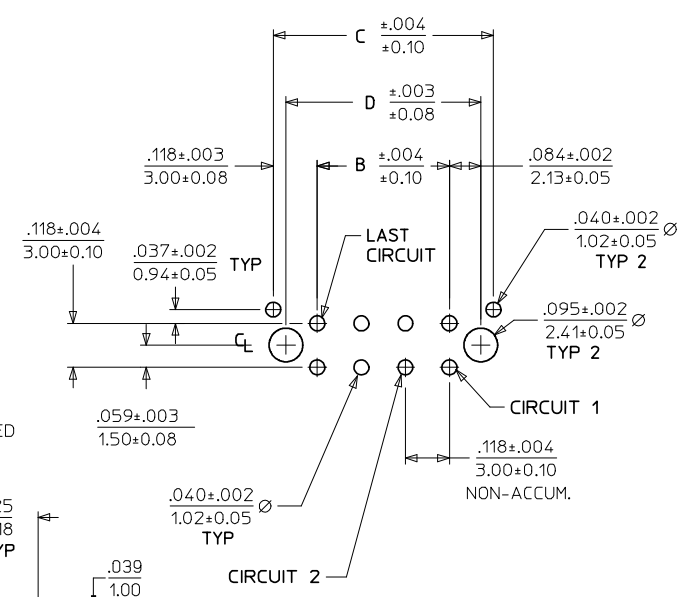 C ±.004
±0.10
D ±.003
±0.08
.118±.003
3.00±0.08
B ±.004
±0.10
.084±.002
2.13±0.05
.118±.004
3.00±0.10
.037±.002
0.94±0.05
TYP
LAST
CIRCUIT
.040±.002
1.02±0.05 Ø
TYP 2
.095±.002
2.41±0.05 Ø
TYP 2
CL
CIRCUIT 1
ED
.059±.003
1.50±0.08
.118±.004
3.00±0.10
NON-ACCUM.
25
18
YP
.040±.002
1.02±0.05 Ø
TYP
CIRCUIT 2
.039
1.00